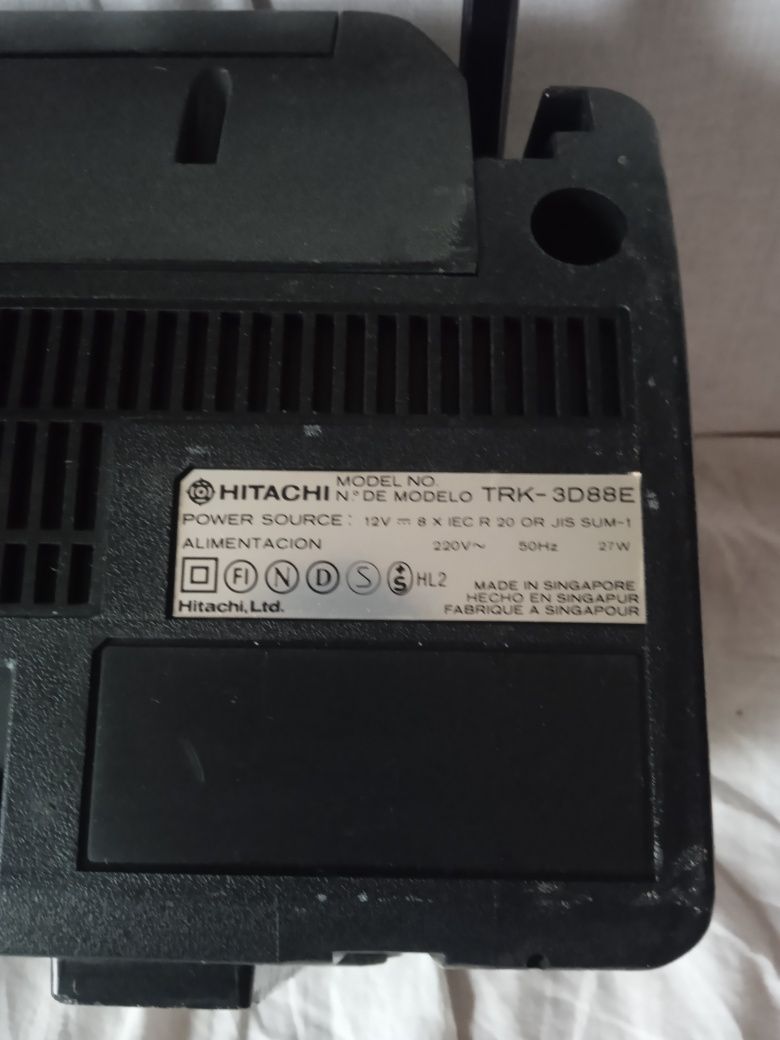 HITACHI MODEL NO. TRK-3D88E
N.º DE MODELO
POWER SOURCE: 12V ⎓ 8 X IEC R 20 OR JIS SUM-1
ALIMENTACION 220V~ 50Hz 27W
FI N D S +S HL2 MADE IN SINGAPORE
HECHO EN SINGAPUR
Hitachi, Ltd. FABRIQUE A SINGAPOUR